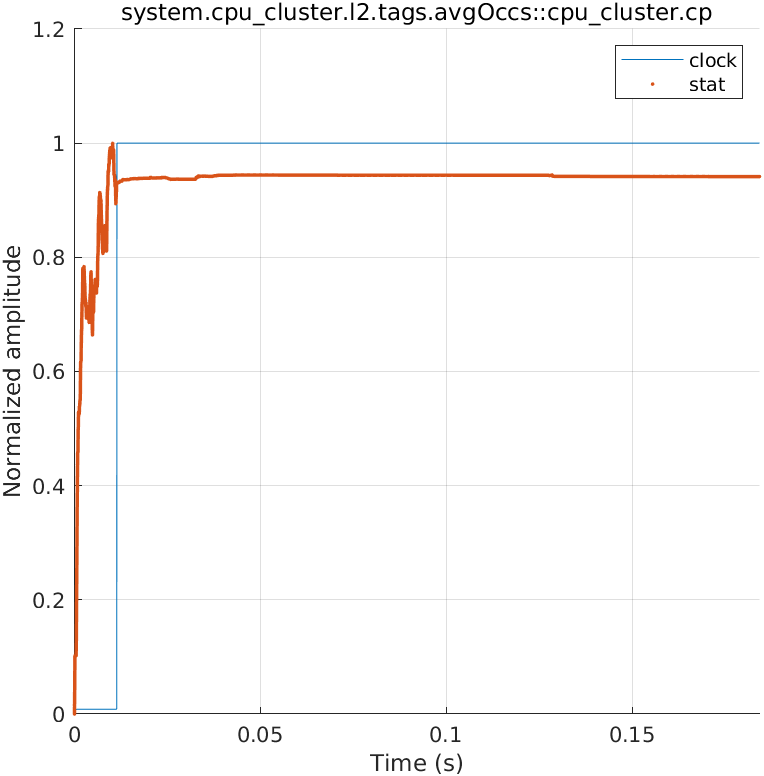 system.cpu_cluster.l2.tags.avgOccs::cpu_cluster.cp
1.2
clock
stat
1
0.8
Normalized amplitude
0.6
0.4
0.2
0
0
0.05
0.1
0.15
Time (s)